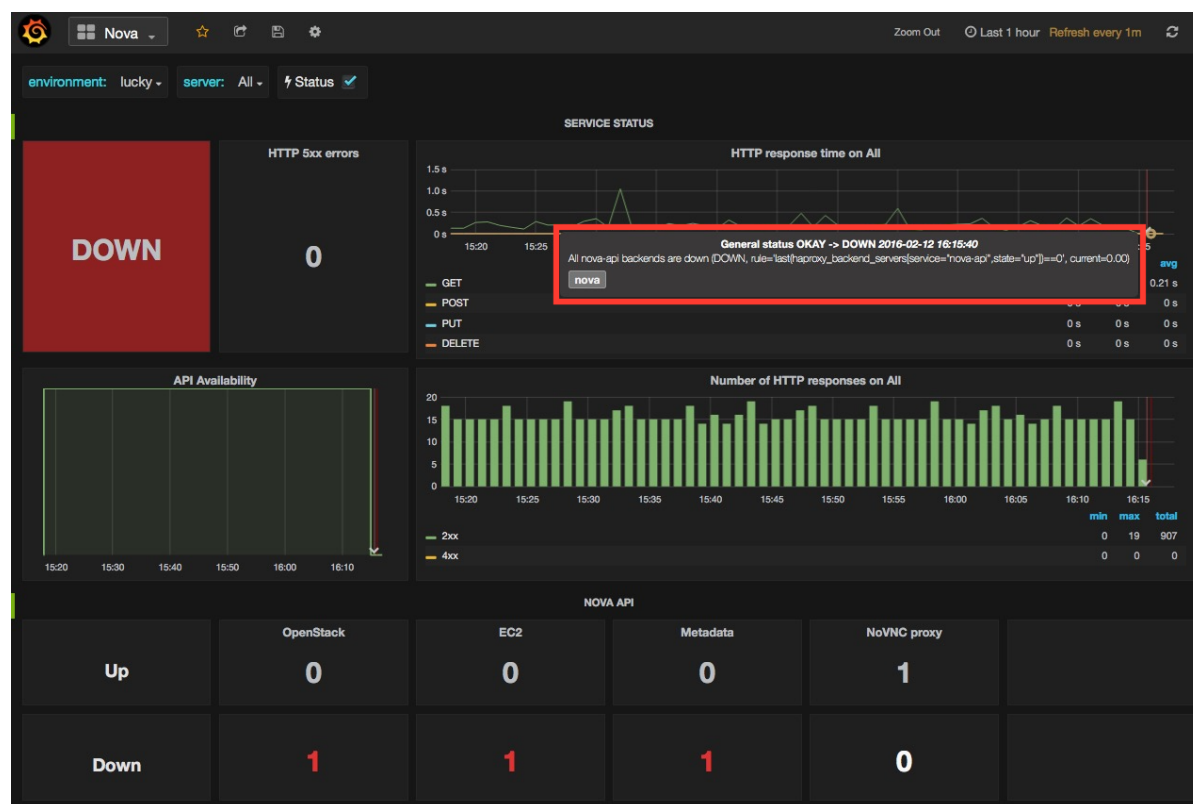 Nova
Zoom Out Last 1 hour Refresh every 1m
environment: lucky server: All Status
SERVICE STATUS
DOWN
HTTP 5xx errors
0
HTTP response time on All
1.5 s
1.0 s
0.5 s
0 s
15:20 15:25
General status OKAY -> DOWN 2016-02-12 16:15:40
All nova-api backends are down (DOWN, rule='last(haproxy_backend_servers[service="nova-api",state="up"])==0', current=0.00)
nova
avg
GET 0.21 s
POST 0 s
PUT 0 s 0 s 0 s
DELETE 0 s 0 s 0 s
API Availability
15:20 15:30 15:40 15:50 16:00 16:10
Number of HTTP responses on All
20
15
10
5
0
15:20 15:25 15:30 15:35 15:40 15:45 15:50 15:55 16:00 16:05 16:10 16:15
min max total
2xx 0 19 907
4xx 0 0 0
NOVA API
OpenStack EC2 Metadata NoVNC proxy
Up 0 0 0 1
Down 1 1 1 0